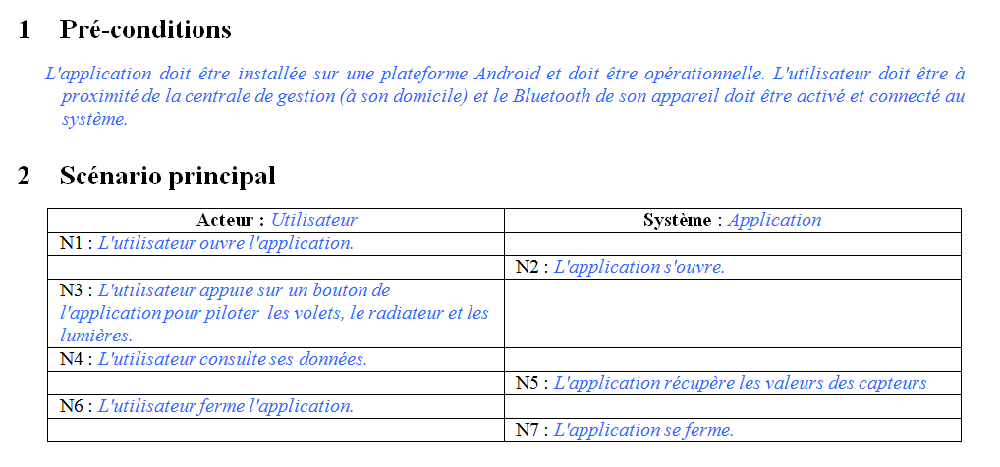 1 Pré-conditions
L'application doit être installée sur une plateforme Android et doit être opérationnelle. L'utilisateur doit être à
proximité de la centrale de gestion (à son domicile) et le Bluetooth de son appareil doit être activé et connecté au
système.
2 Scénario principal
Acteur : Utilisateur Système : Application
N1 : L'utilisateur ouvre l'application.
N2 : L'application s'ouvre.
N3 : L'utilisateur appuie sur un bouton de
l'application pour piloter les volets, le radiateur et les
lumières.
N4 : L'utilisateur consulte ses données.
N5 : L'application récupère les valeurs des capteurs
N6 : L'utilisateur ferme l'application.
N7 : L'application se ferme.